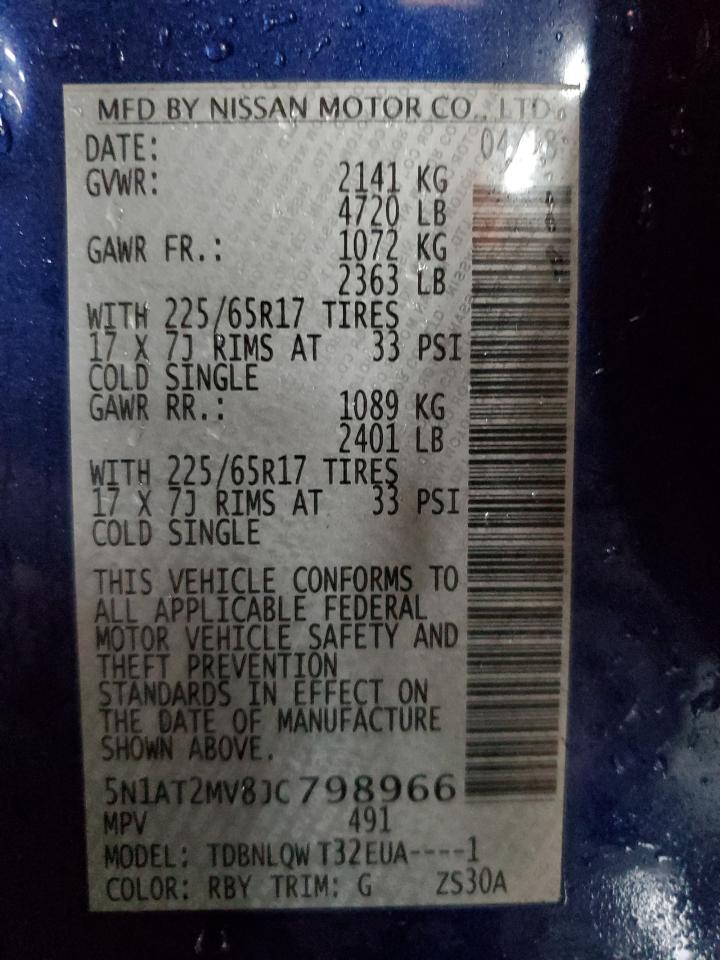 MFD BY NISSAN MOTOR CO., LTD.
DATE: 04/18
GVWR: 2141 KG
4720 LB
GAWR FR.: 1072 KG
2363 LB
WITH 225/65R17 TIRES
17 X 7J RIMS AT 33 PSI
COLD SINGLE
GAWR RR.: 1089 KG
2401 LB
WITH 225/65R17 TIRES
17 X 7J RIMS AT 33 PSI
COLD SINGLE
THIS VEHICLE CONFORMS TO
ALL APPLICABLE FEDERAL
MOTOR VEHICLE SAFETY AND
THEFT PREVENTION
STANDARDS IN EFFECT ON
THE DATE OF MANUFACTURE
SHOWN ABOVE.
5N1AT2MV8JC798966
MPV 491
MODEL: TDBNLQW T32EUA----1
COLOR: RBY TRIM: G ZS30A